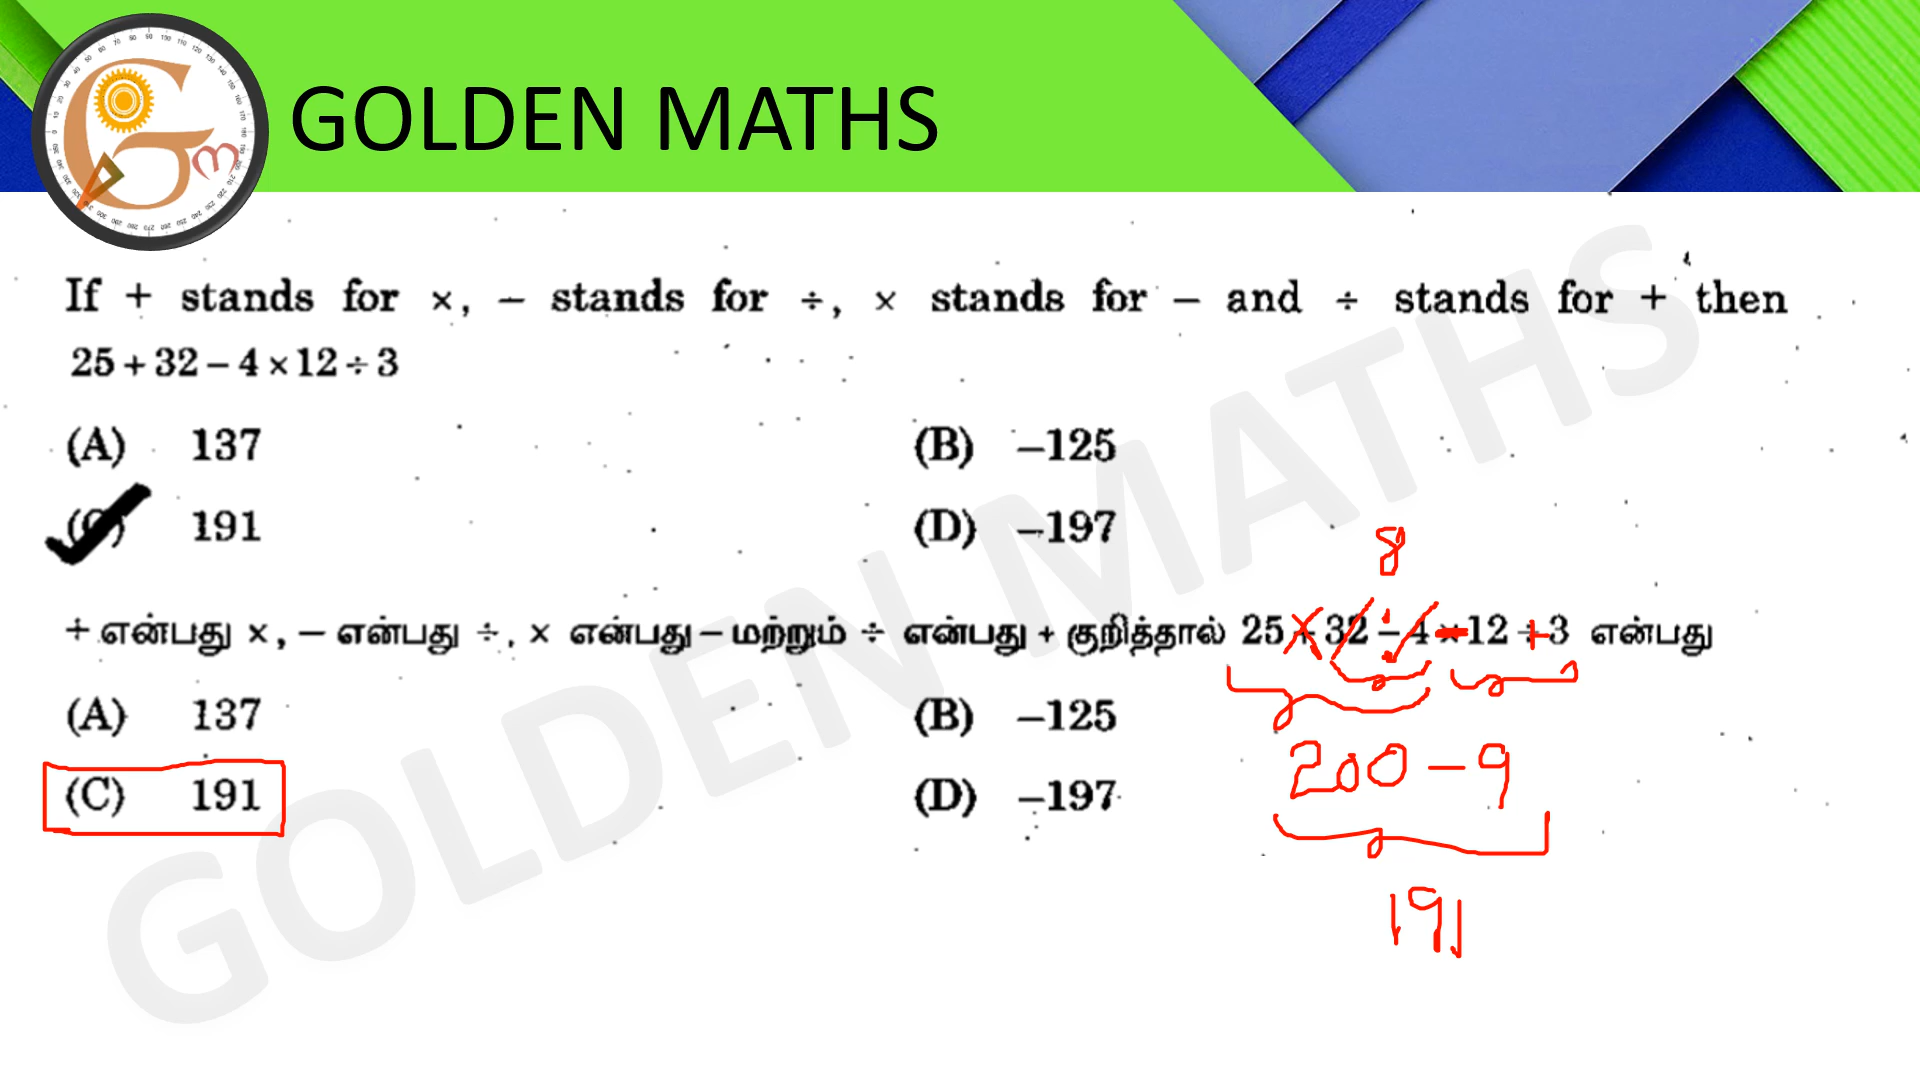 GOLDEN MATHS
If + stands for ×, – stands for ÷, × stands for – and ÷ stands for + then
25 + 32 – 4 × 12 ÷ 3
(A) 137 (B) –125
(C) 191 (D) –197
8
+ என்பது ×, – என்பது ÷, × என்பது – மற்றும் ÷ என்பது + குறித்தால் 25 + 32 – 4 × 12 ÷ 3 என்பது
(A) 137 (B) –125
200 – 9
(C) 191 (D) –197
191
GOLDEN MATHS